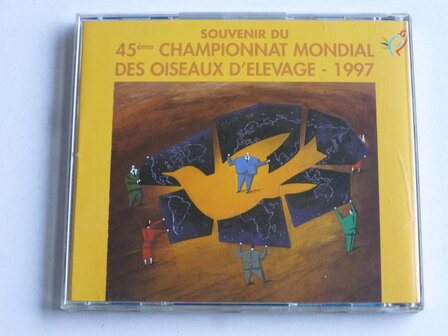 SOUVENIR DU
45ème CHAMPIONNAT MONDIAL
DES OISEAUX D'ELEVAGE - 1997